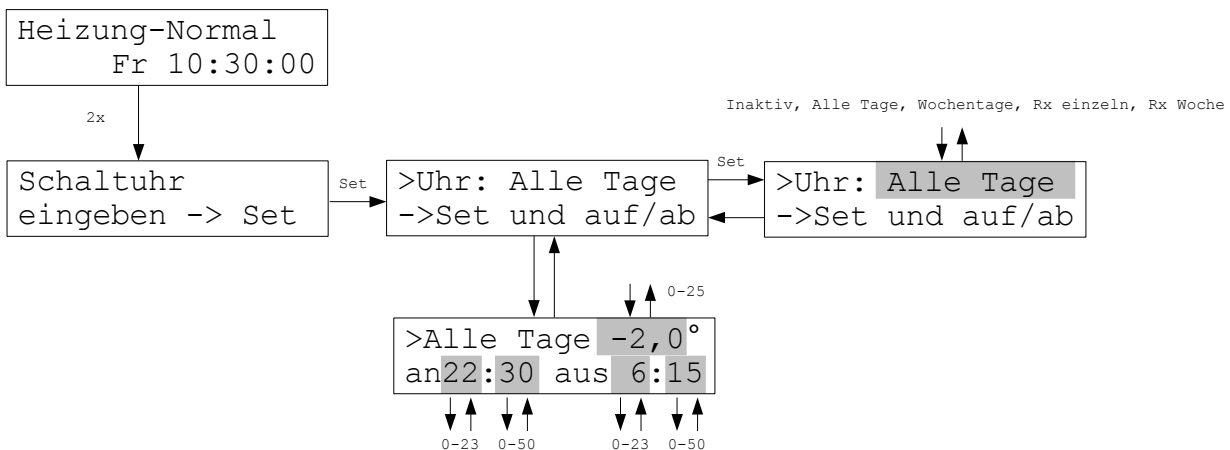 Heizung-Normal
Fr 10:30:00
2x
Inaktiv, Alle Tage, Wochentage, Rx einzeln, Rx Woche
Schaltuhr
eingeben -> Set
Set
>Uhr: Alle Tage
->Set und auf/ab
Set
>Uhr: Alle Tage
->Set und auf/ab
0-25
>Alle Tage -2,0°
an22:30 aus 6:15
0-23 0-50 0-23 0-50